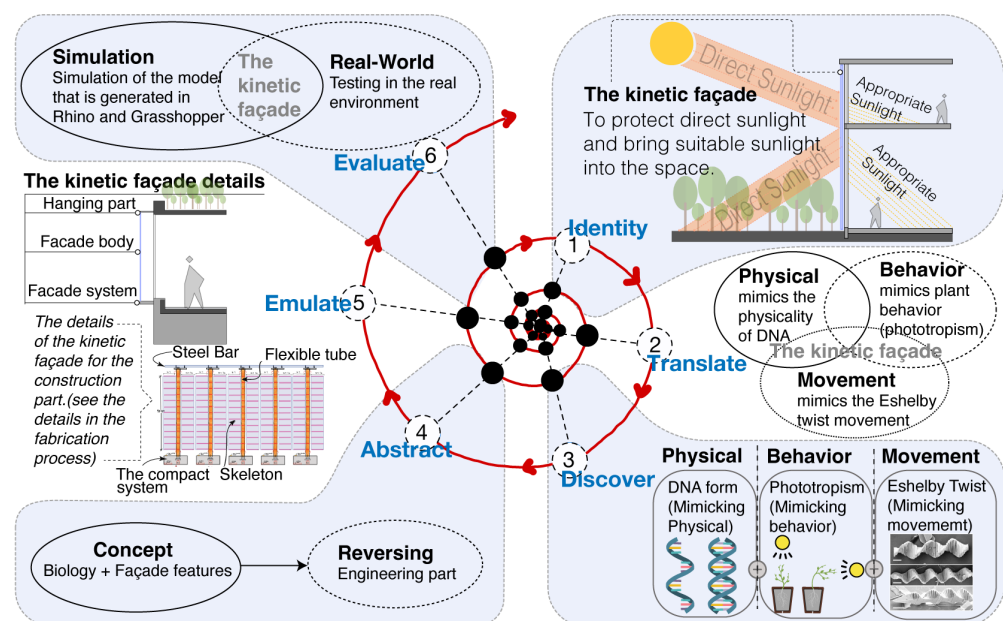 Simulation
Simulation of the model
that is generated in
Rhino and Grasshopper
The
kinetic
façade
Real-World
Testing in the real
environment
Direct Sunlight
Direct Sunlight
Appropriate
Sunlight
Appropriate
Sunlight
The kinetic façade
To protect direct sunlight
and bring suitable sunlight
into the space.
6
Evaluate
1
Identity
2
Translate
3
Discover
4
Abstract
5
Emulate
The kinetic façade details
Hanging part
Facade body
Facade system
The details
of the kinetic
façade for the
construction
part.(see the
details in the
fabrication
process)
Steel Bar
Flexible tube
The compact
system
Skeleton
Physical
mimics the
physicality
of DNA
Behavior
mimics plant
behavior
(phototropism)
The kinetic façade
Movement
mimics the Eshelby
twist movement
Concept
Biology + Façade features
Reversing
Engineering part
Physical
Behavior
Movement
DNA form
(Mimicking
Physical)
Phototropism
(Mimicking
behavior)
Eshelby Twist
(Mimicking
movement)
+
+